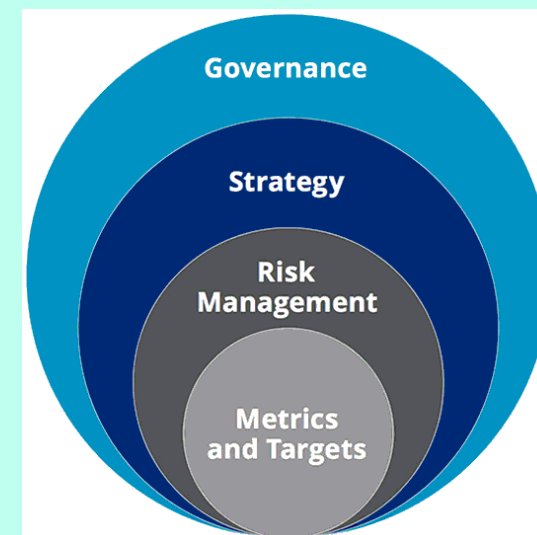 Governance
Strategy
Risk
Management
Metrics
and Targets